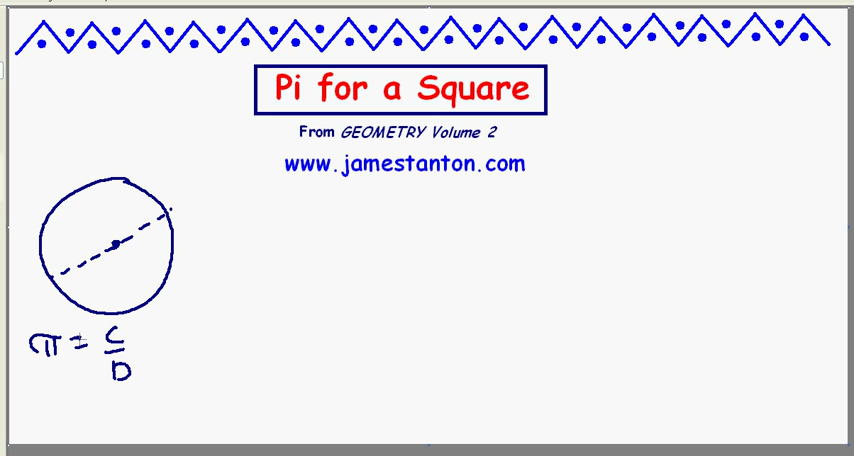 Pi for a Square
From GEOMETRY Volume 2
www.jamestanton.com
π = C
D